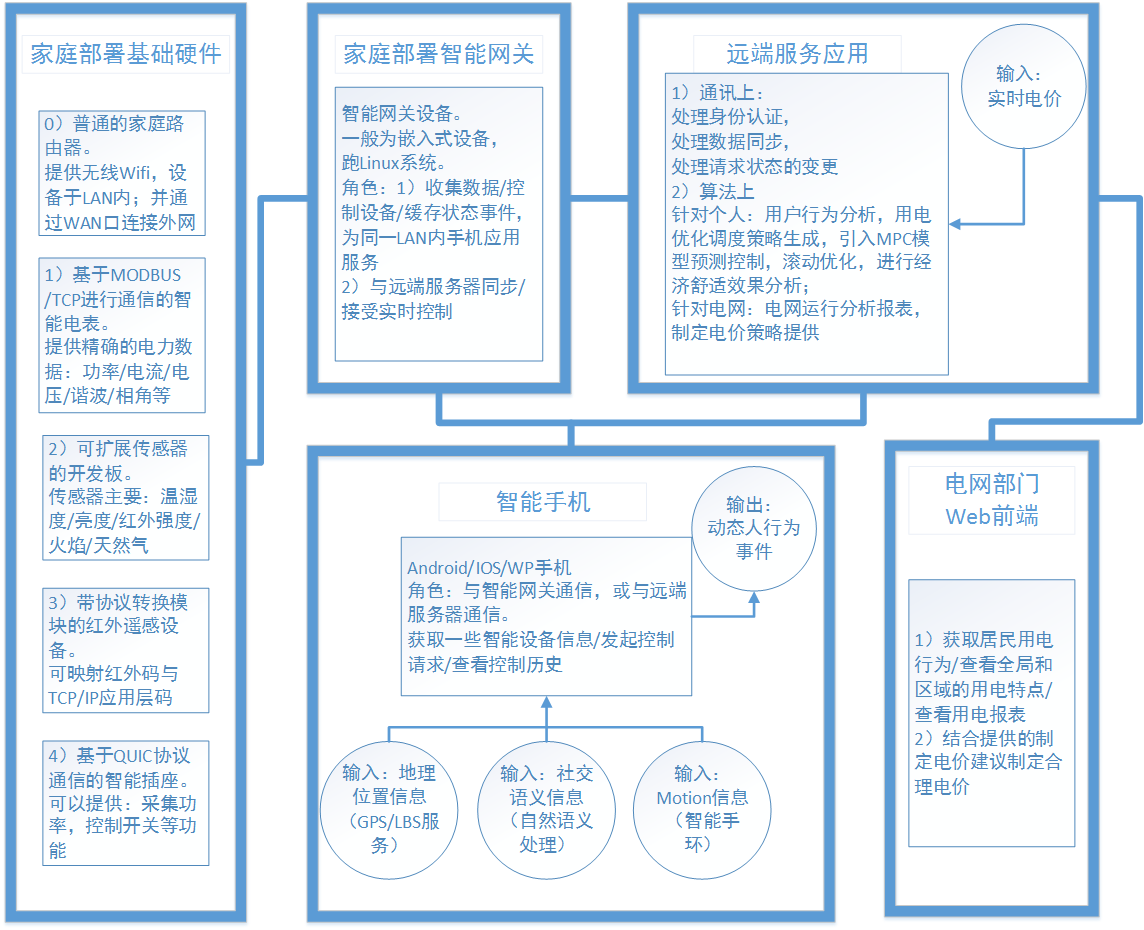 家庭部署基础硬件
0）普通的家庭路
由器。
提供无线Wifi，设
备于LAN内；并通
过WAN口连接外网
1）基于MODBUS
/TCP进行通信的智
能电表。
提供精确的电力数
据：功率/电流/电
压/谐波/相角等
2）可扩展传感器
的开发板。
传感器主要：温湿
度/亮度/红外强度/
火焰/天然气
3）带协议转换模
块的红外遥感设
备。
可映射红外码与
TCP/IP应用层码
4）基于QUIC协议
通信的智能插座。
可以提供：采集功
率，控制开关等功
能
家庭部署智能网关
智能网关设备。
一般为嵌入式设备，
跑Linux系统。
角色：1）收集数据/控
制设备/缓存状态事件，
为同一LAN内手机应用
服务
2）与远端服务器同步/
接受实时控制
远端服务应用
1）通讯上：
处理身份认证，
处理数据同步，
处理请求状态的变更
2）算法上
针对个人：用户行为分析，用电
优化调度策略生成，引入MPC模
型预测控制，滚动优化，进行经
济舒适效果分析；
针对电网：电网运行分析报表，
制定电价策略提供
输入：
实时电价
智能手机
Android/IOS/WP手机
角色：与智能网关通信，或与远端
服务器通信。
获取一些智能设备信息/发起控制
请求/查看控制历史
输出：
动态人行为
事件
输入：地理
位置信息
（GPS/LBS服
务）
输入：社交
语义信息
（自然语义
处理）
输入：
Motion信息
（智能手
环）
电网部门
Web前端
1）获取居民用电
行为/查看全局和
区域的用电特点/
查看用电报表
2）结合提供的制
定电价建议制定合
理电价